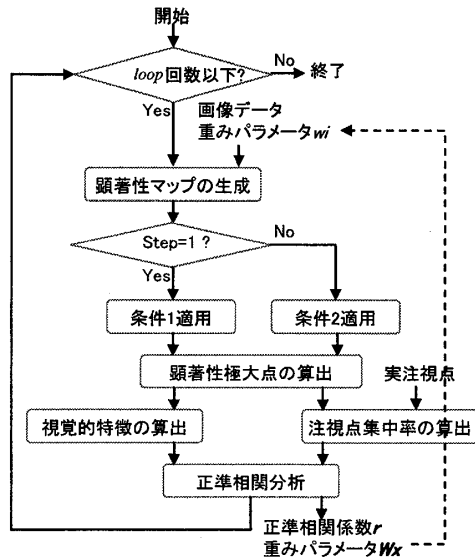 開始
loop回数以下?
No
終了
Yes
画像データ
重みパラメータwi
顕著性マップの生成
Step=1 ?
No
Yes
条件1適用
条件2適用
顕著性極大点の算出
実注視点
視覚的特徴の算出
注視点集中率の算出
正準相関分析
正準相関係数r
重みパラメータWx